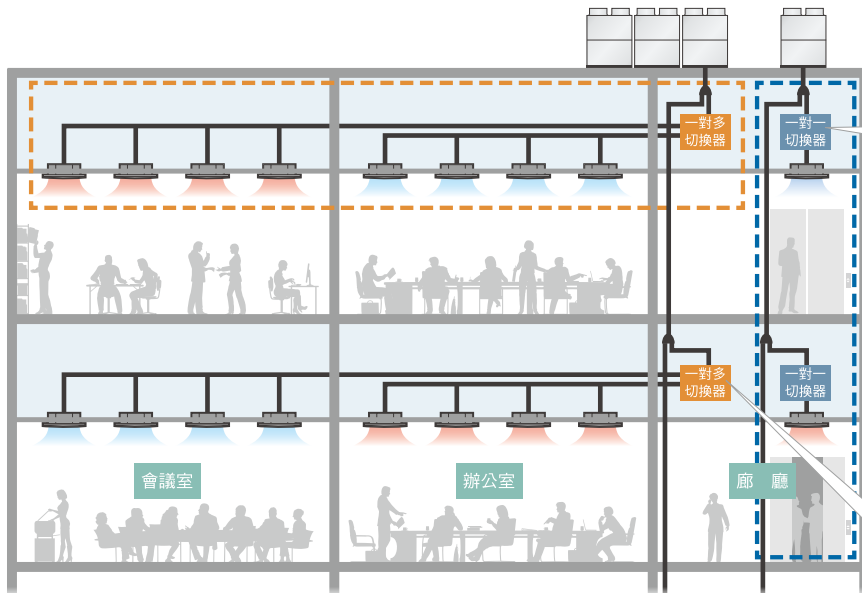 一對多
切換器
一對一
切換器
一對多
切換器
一對一
切換器
會議室
辦公室
廊 廳